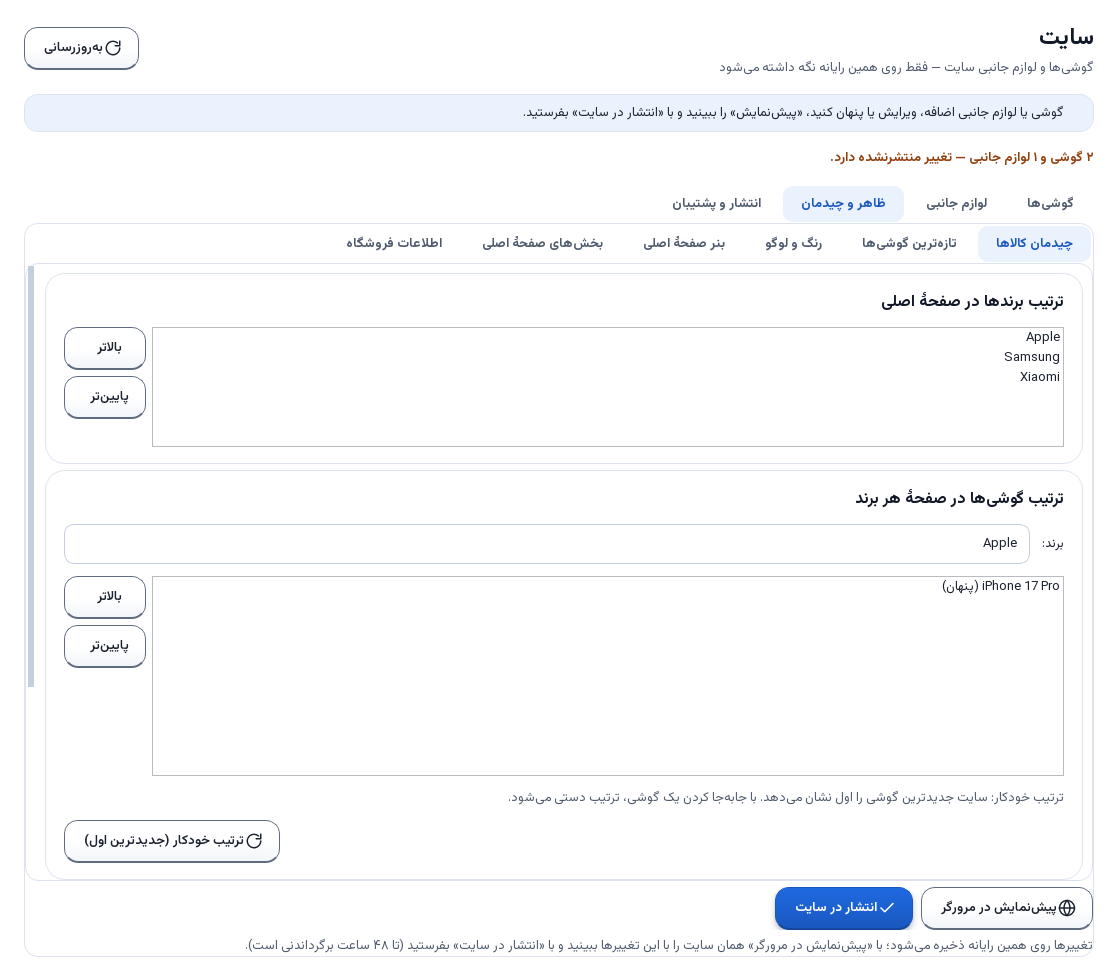 سایت
به‌روزرسانی
گوشی‌ها و لوازم جانبی سایت — فقط روی همین رایانه نگه داشته می‌شود
گوشی یا لوازم جانبی اضافه، ویرایش یا پنهان کنید، «پیش‌نمایش» را ببینید و با «انتشار در سایت» بفرستید.
۲ گوشی و ۱ لوازم جانبی — تغییر منتشرنشده دارد.
گوشی‌ها
لوازم جانبی
ظاهر و چیدمان
انتشار و پشتیبان
چیدمان کالاها
تازه‌ترین گوشی‌ها
رنگ و لوگو
بنر صفحهٔ اصلی
بخش‌های صفحهٔ اصلی
اطلاعات فروشگاه
ترتیب برندها در صفحهٔ اصلی
Apple
Samsung
Xiaomi
بالاتر
پایین‌تر
ترتیب گوشی‌ها در صفحهٔ هر برند
برند:
Apple
iPhone 17 Pro (پنهان)
بالاتر
پایین‌تر
ترتیب خودکار: سایت جدیدترین گوشی را اول نشان می‌دهد. با جابه‌جا کردن یک گوشی، ترتیب دستی می‌شود.
ترتیب خودکار (جدیدترین اول)
پیش‌نمایش در مرورگر
انتشار در سایت
تغییرها روی همین رایانه ذخیره می‌شود؛ با «پیش‌نمایش در مرورگر» همان سایت را با این تغییرها ببینید و با «انتشار در سایت» بفرستید (تا ۴۸ ساعت برگرداندنی است).